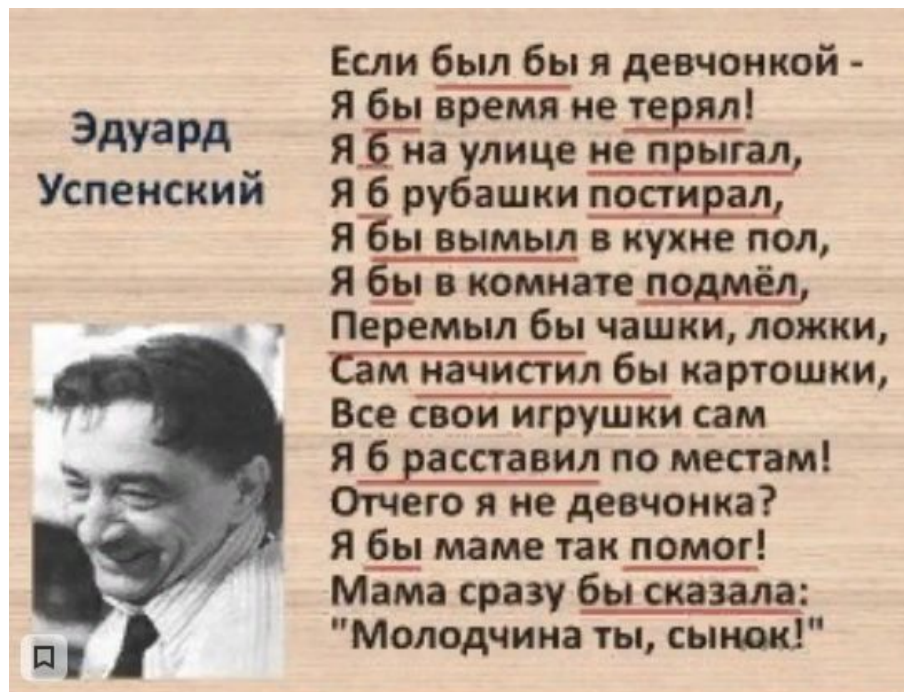 Эдуард
Успенский
Если был бы я девчонкой -
Я бы время не терял!
Я б на улице не прыгал,
Я б рубашки постирал,
Я бы вымыл в кухне пол,
Я бы в комнате подмёл,
Перемыл бы чашки, ложки,
Сам начистил бы картошки,
Все свои игрушки сам
Я б расставил по местам!
Отчего я не девчонка?
Я бы маме так помог!
Мама сразу бы сказала:
"Молодчина ты, сынок!"